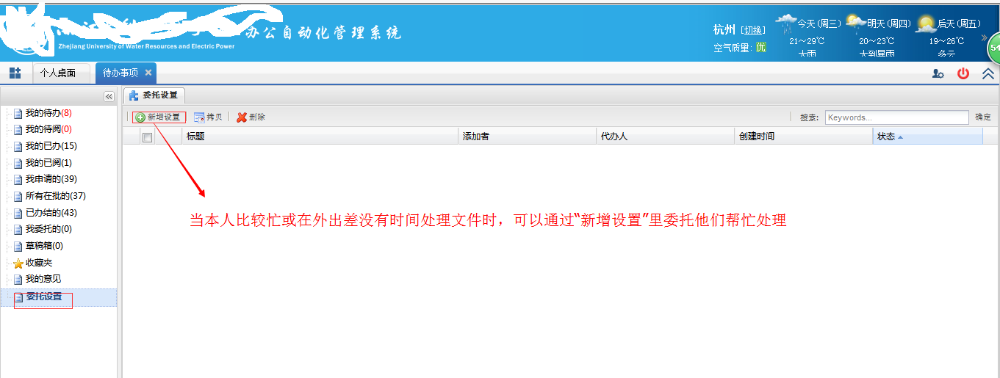 办公自动化管理系统
Zhejiang University of Water Resources and Electric Power
杭州 [切换]
空气质量: 优
今天(周三)
21～29℃
大雨
明天(周四)
20～23℃
大到暴雨
后天(周五)
19～26℃
多云
»
54
个人桌面
待办事项
委托设置
我的待办(8)
我的待阅(0)
我的已办(15)
我的已阅(1)
我申请的(39)
所有在批的(37)
已办结的(43)
我委托的(0)
草稿箱(0)
收藏夹
我的意见
委托设置
新增设置 拷贝 删除 搜索: Keywords... 确定
标题 添加者 代办人 创建时间 状态
当本人比较忙或在外出差没有时间处理文件时，可以通过“新增设置”里委托他们帮忙处理